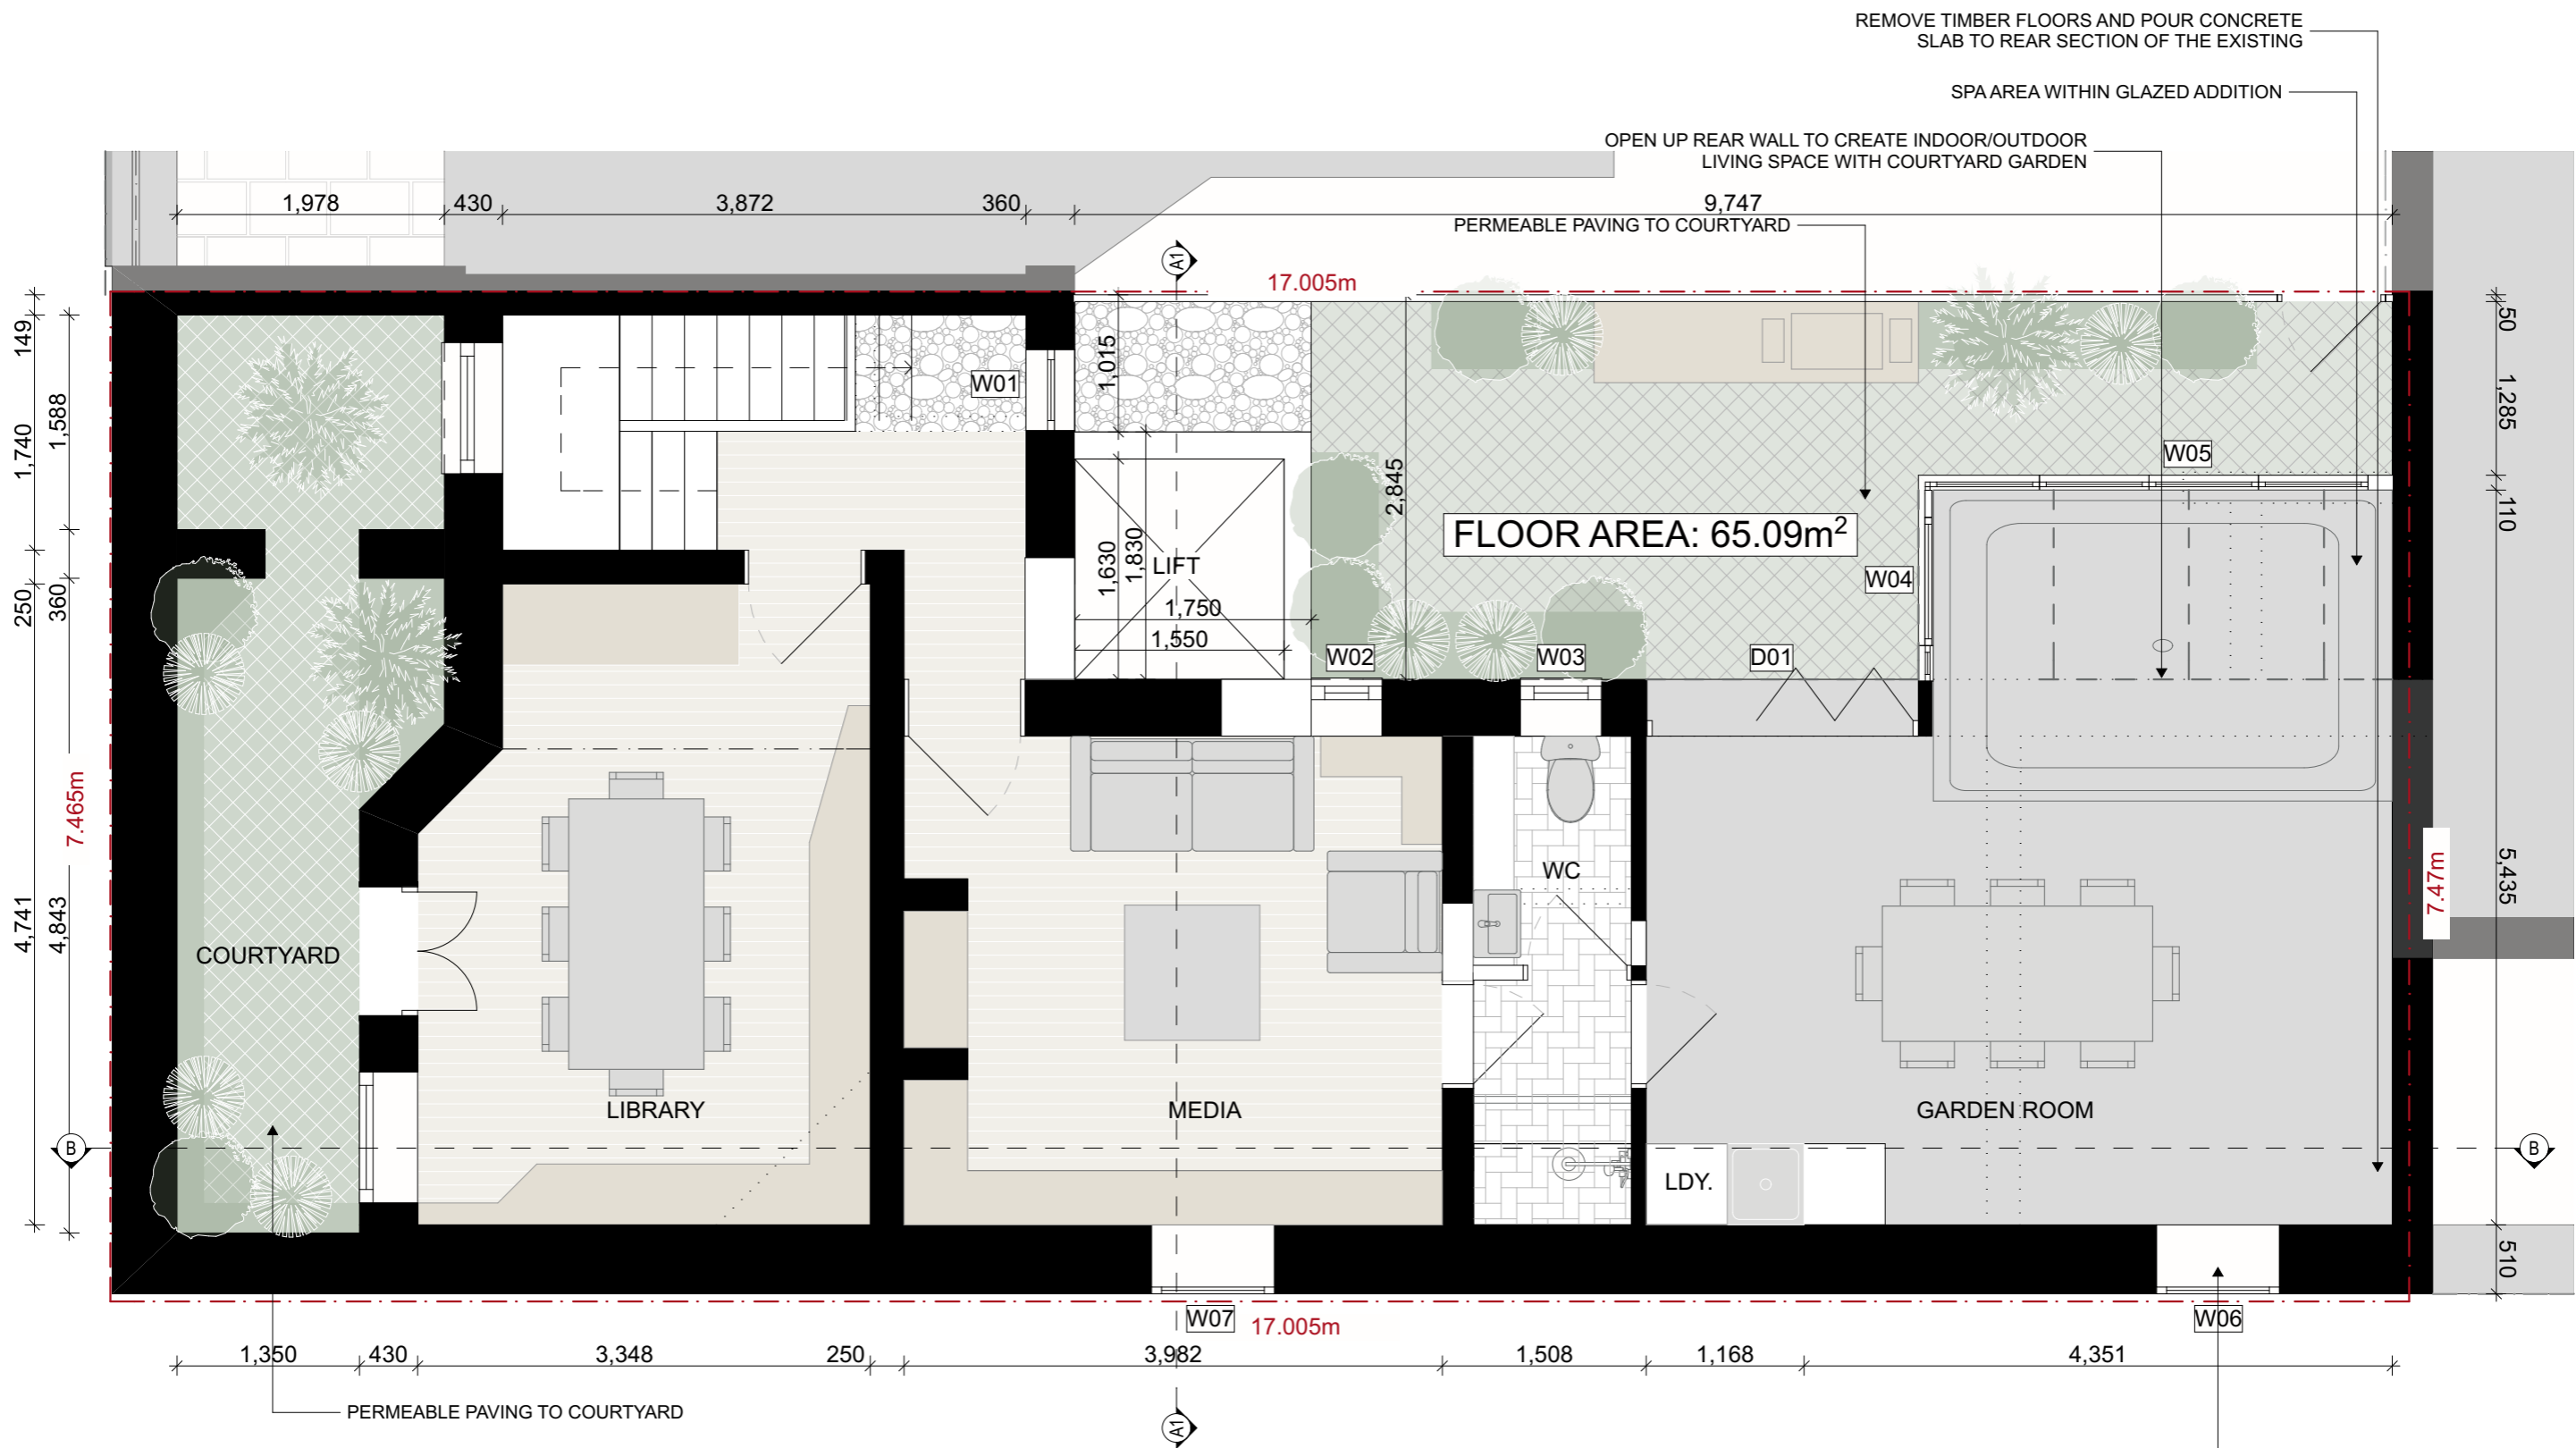 REMOVE TIMBER FLOORS AND POUR CONCRETE
SLAB TO REAR SECTION OF THE EXISTING
SPA AREA WITHIN GLAZED ADDITION
OPEN UP REAR WALL TO CREATE INDOOR/OUTDOOR
LIVING SPACE WITH COURTYARD GARDEN
1,978
430
3,872
360
9,747
PERMEABLE PAVING TO COURTYARD
A1
17.005m
149
1,740
250
4,741
1,588
360
4,843
7.465m
W01
1,015
1,630
1,830
LIFT
1,750
1,550
2,845
FLOOR AREA: 65.09m²
W02
W03
D01
W04
W05
50
1,285
110
5,435
510
7.47m
WC
COURTYARD
LIBRARY
MEDIA
GARDEN ROOM
B
B
LDY.
W07
17.005m
W06
1,350
430
3,348
250
3,982
1,508
1,168
4,351
PERMEABLE PAVING TO COURTYARD
A1